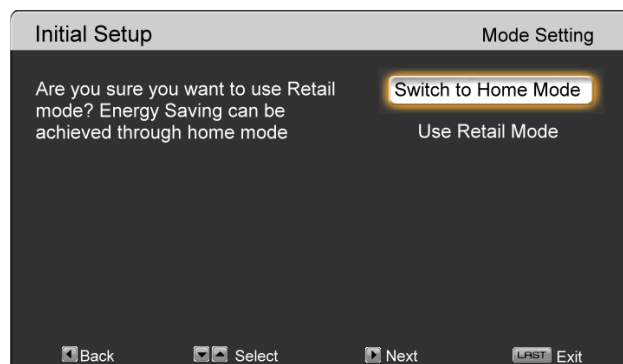 Initial Setup
Mode Setting
Are you sure you want to use Retail
mode? Energy Saving can be
achieved through home mode
Switch to Home Mode
Use Retail Mode
Back
Select
Next
LAST Exit